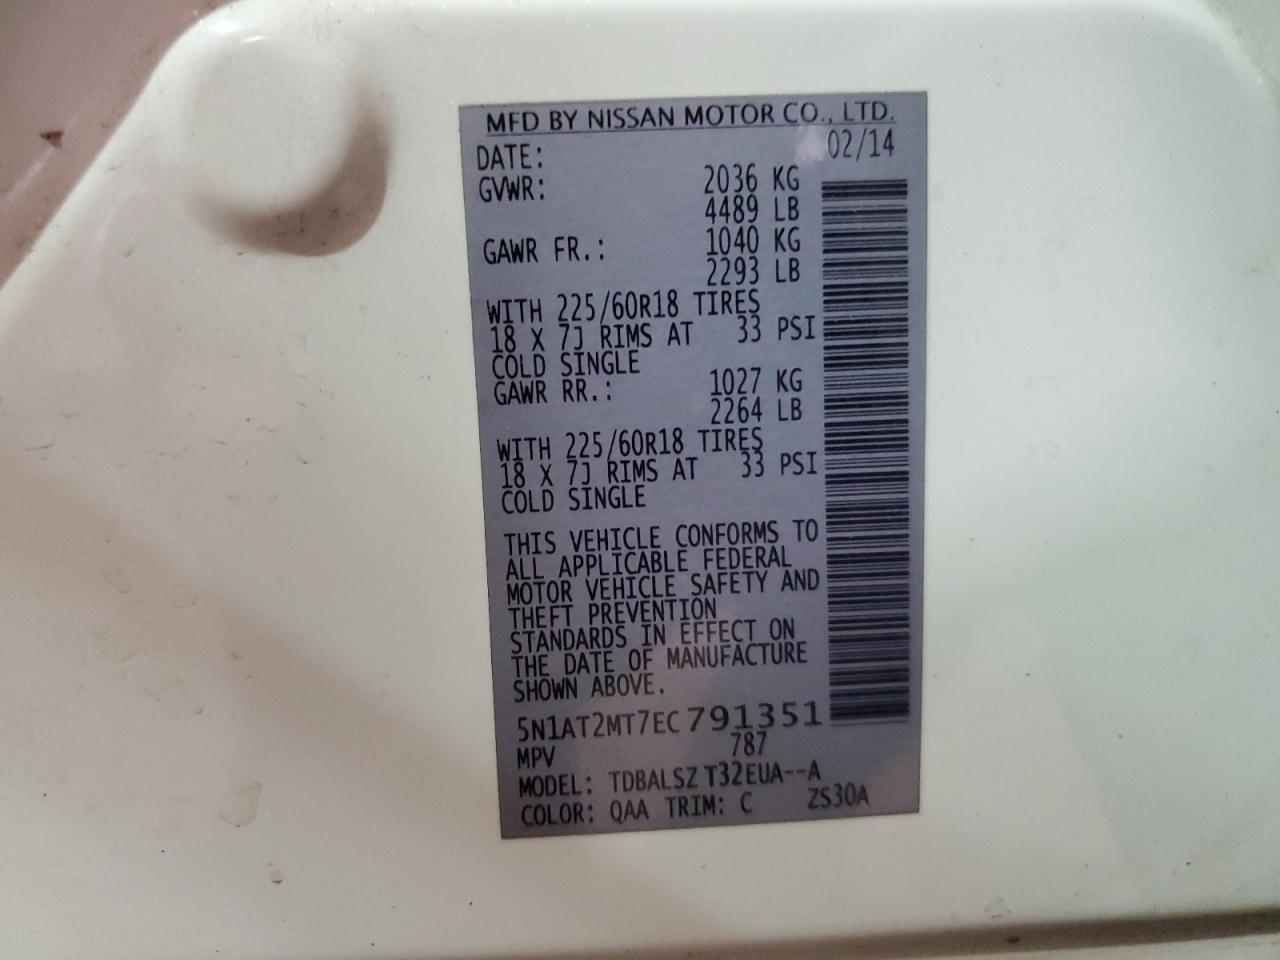 MFD BY NISSAN MOTOR CO., LTD.
DATE: 02/14
GVWR: 2036 KG
4489 LB
GAWR FR.: 1040 KG
2293 LB
WITH 225/60R18 TIRES
18 X 7J RIMS AT 33 PSI
COLD SINGLE
GAWR RR.: 1027 KG
2264 LB
WITH 225/60R18 TIRES
18 X 7J RIMS AT 33 PSI
COLD SINGLE
THIS VEHICLE CONFORMS TO
ALL APPLICABLE FEDERAL
MOTOR VEHICLE SAFETY AND
THEFT PREVENTION
STANDARDS IN EFFECT ON
THE DATE OF MANUFACTURE
SHOWN ABOVE.
5N1AT2MT7EC791351
MPV 787
MODEL: TDBALSZ T32EUA--A
COLOR: QAA TRIM: C ZS30A